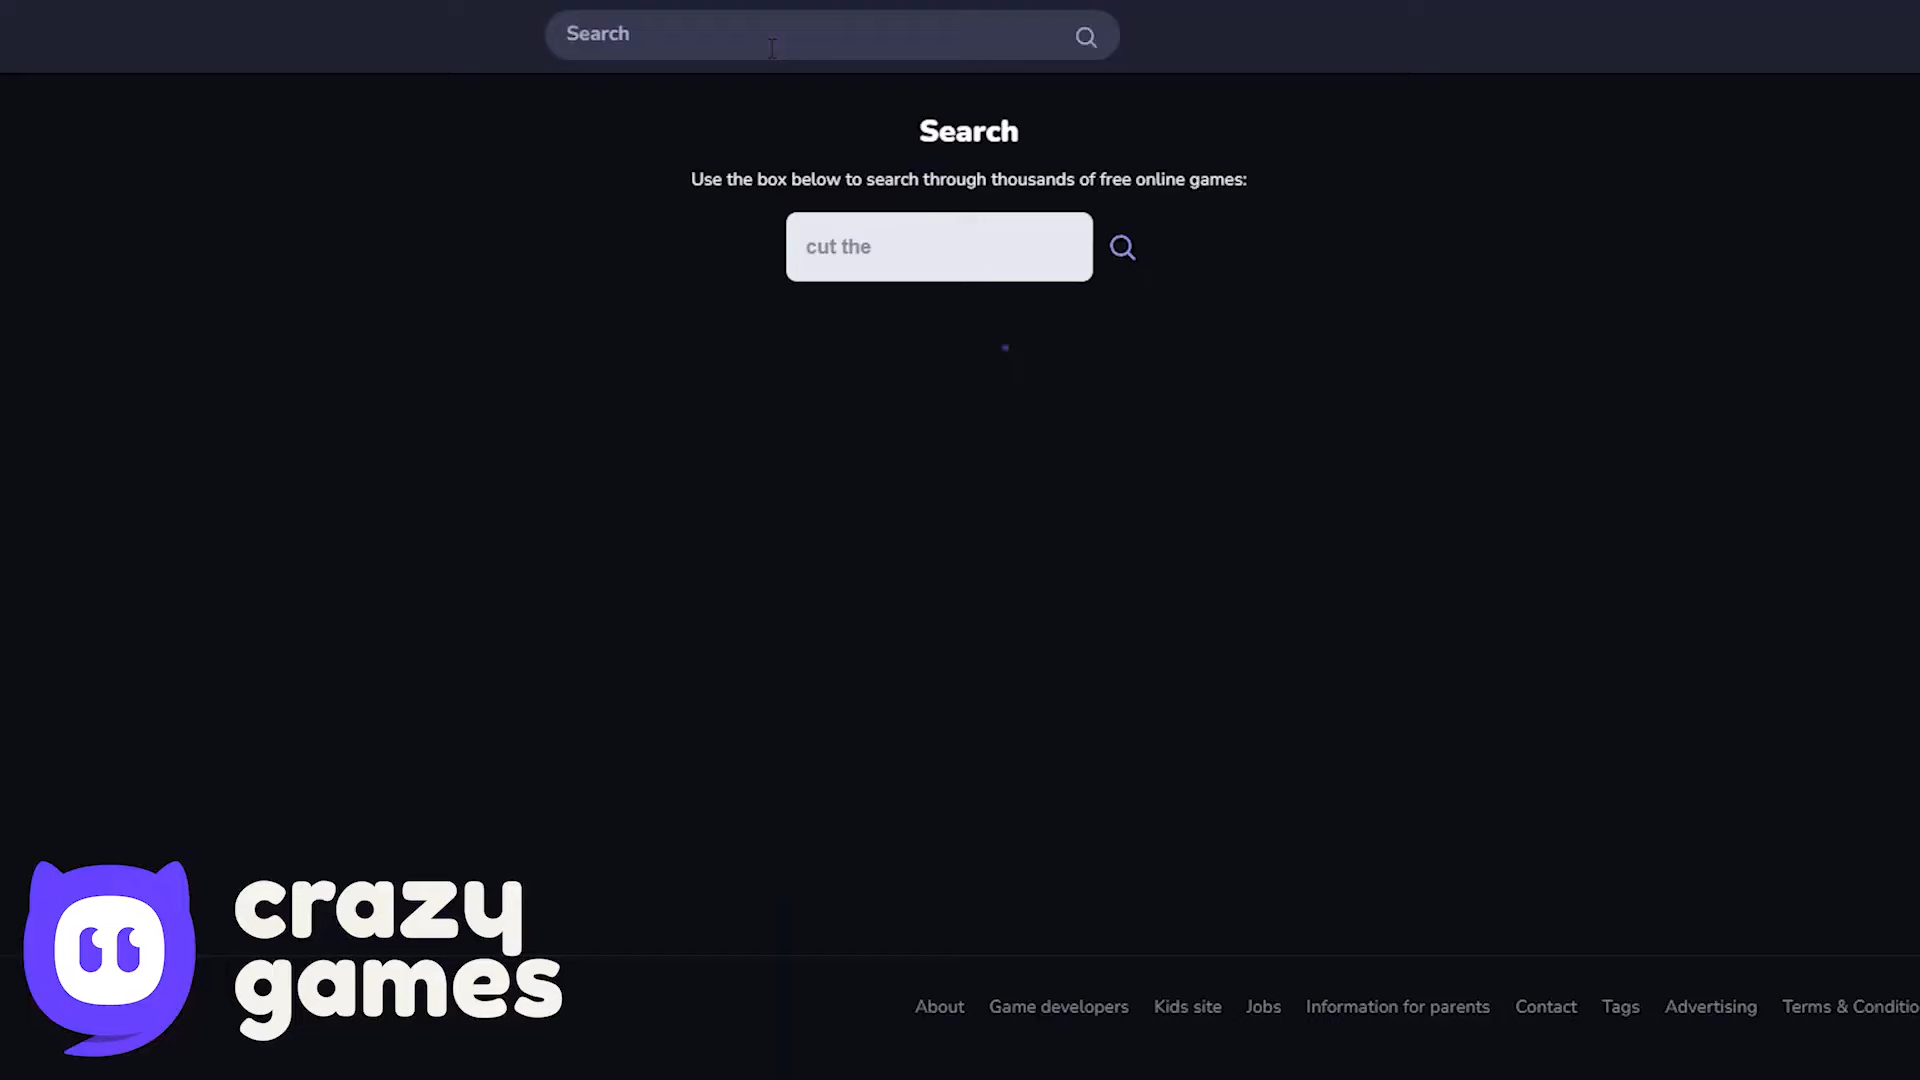 Search
Search
Use the box below to search through thousands of free online games:
cut the
crazy
games
About Game developers Kids site Jobs Information for parents Contact Tags Advertising Terms & Conditio